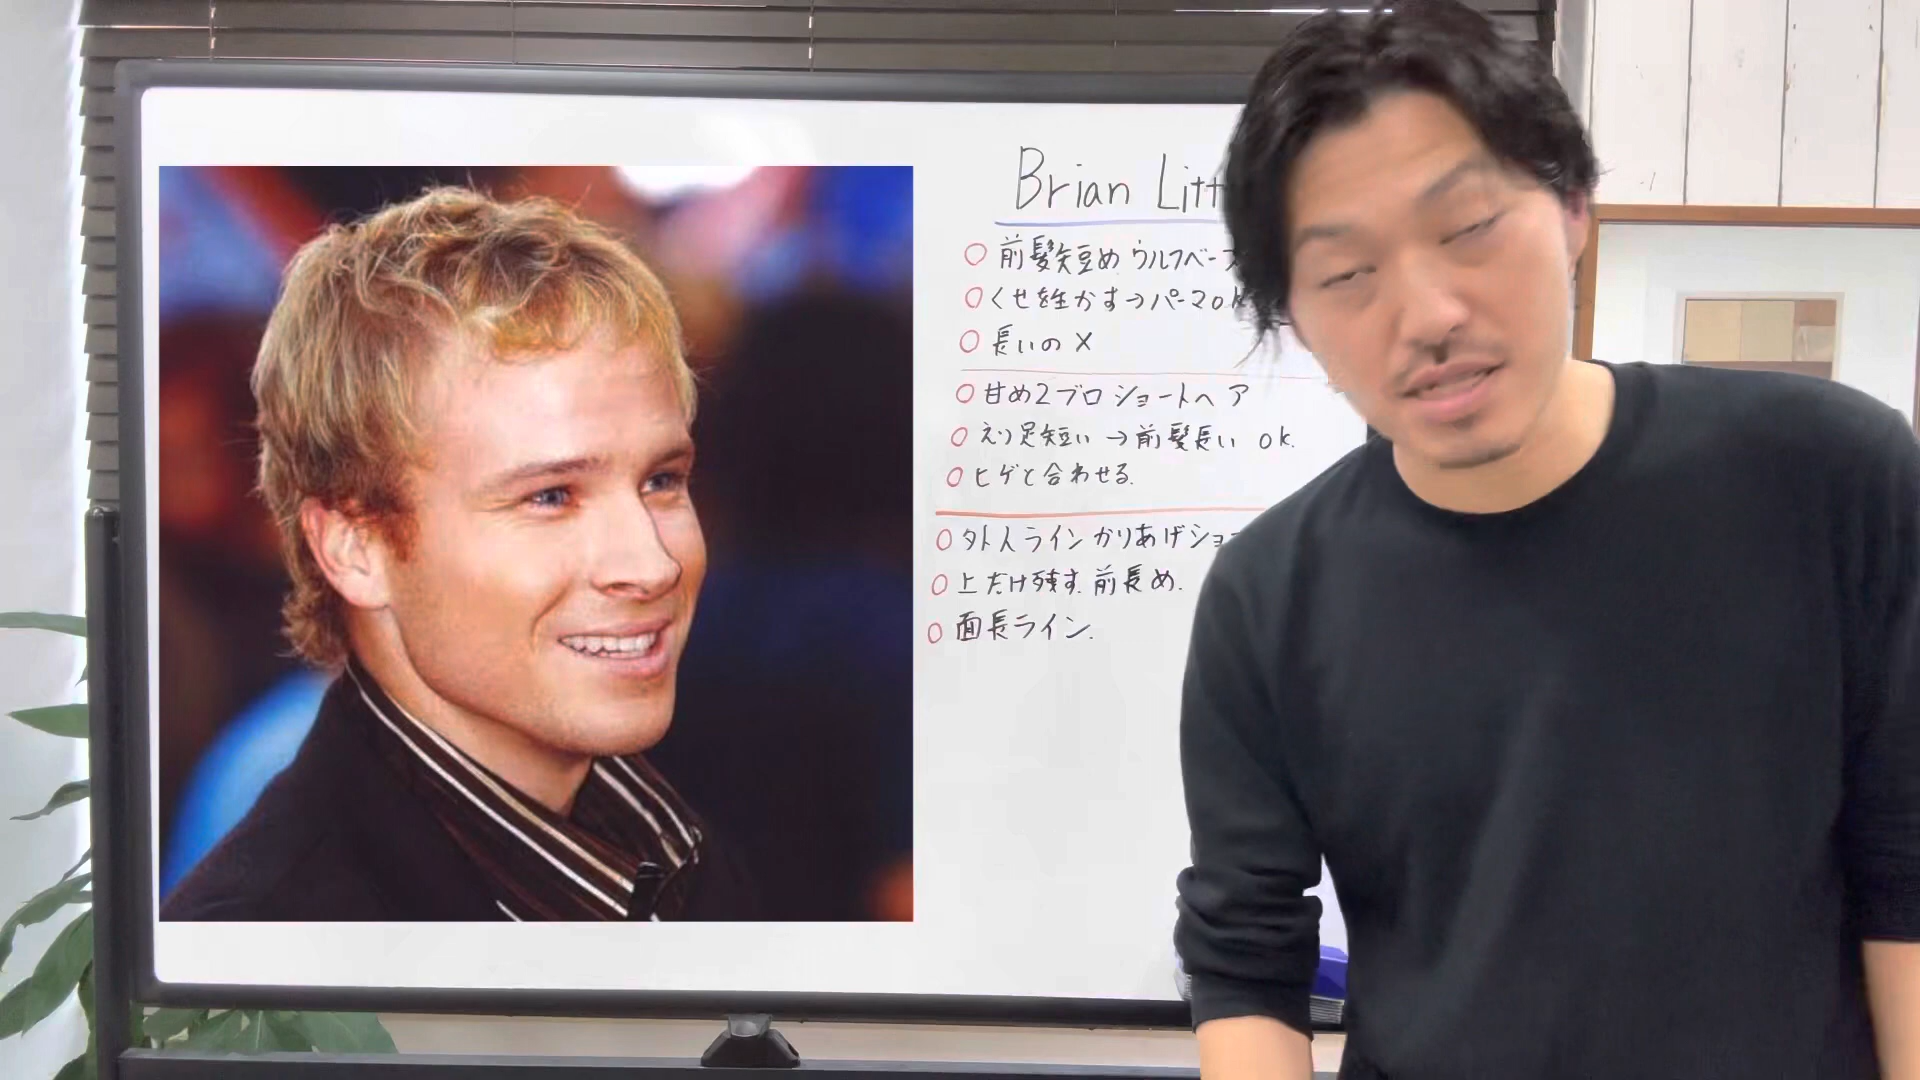 Brian Litt
前髪短め ウルフベース
くせを生かす→パーマok
長いの ×
甘め2ブロ ショートヘア
えり足短い →前髪長い ok.
ヒゲと合わせる.
外人ライン かりあげショー
上だけ残す. 前長め.
面長ライン.